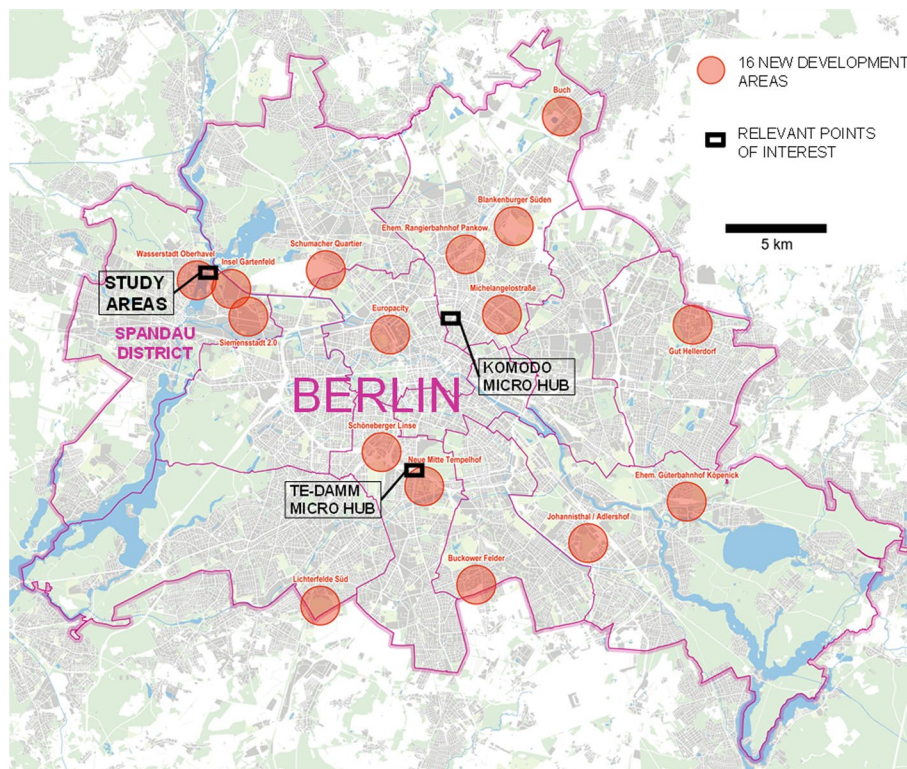 16 NEW DEVELOPMENT
AREAS
RELEVANT POINTS
OF INTEREST
5 km
Buch
Blankenburger Süden
Ehem. Rangierbahnhof Pankow
Schumacher Quartier
Wasserstadt Oberhavel
Insel Gartenfeld
STUDY
AREAS
Michelangelostraße
Europacity
SPANDAU
DISTRICT
Siemensstadt 2.0
Gut Hellerdorf
KOMODO
MICRO HUB
BERLIN
Schöneberger Linse
Neue Mitte Tempelhof
TE-DAMM
MICRO HUB
Ehem. Güterbahnhof Köpenick
Johannisthal / Adlershof
Buckower Felder
Lichterfelde Süd